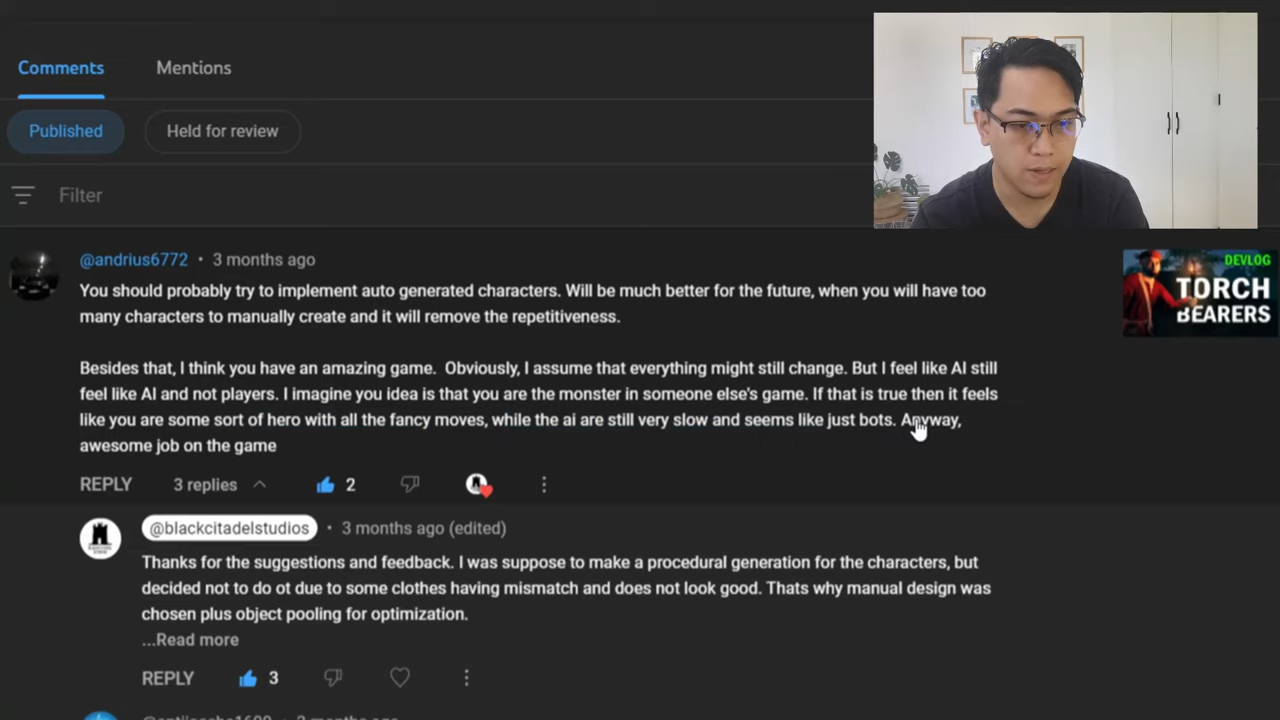 Comments
Mentions
Published
Held for review
Filter
@andrius6772 • 3 months ago
You should probably try to implement auto generated characters. Will be much better for the future, when you will have too
many characters to manually create and it will remove the repetitiveness.
Besides that, I think you have an amazing game. Obviously, I assume that everything might still change. But I feel like AI still
feel like AI and not players. I imagine you idea is that you are the monster in someone else's game. If that is true then it feels
like you are some sort of hero with all the fancy moves, while the ai are still very slow and seems like just bots. Anyway,
awesome job on the game
DEVLOG
TORCH
BEARERS
REPLY
3 replies
2
@blackcitadelstudios • 3 months ago (edited)
Thanks for the suggestions and feedback. I was suppose to make a procedural generation for the characters, but
decided not to do ot due to some clothes having mismatch and does not look good. Thats why manual design was
chosen plus object pooling for optimization.
...Read more
REPLY
3